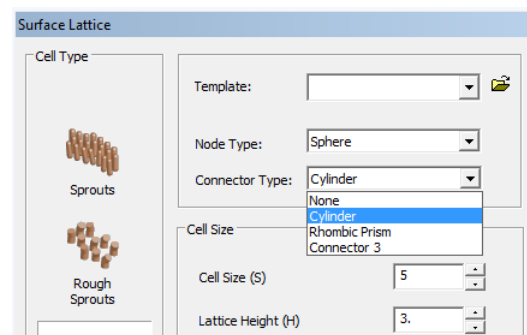 Surface Lattice
Cell Type
Sprouts
Rough
Sprouts
Template:
Node Type: Sphere
Connector Type: Cylinder
None
Cylinder
Rhombic Prism
Connector 3
Cell Size
Cell Size (S) 5
Lattice Height (H) 3.